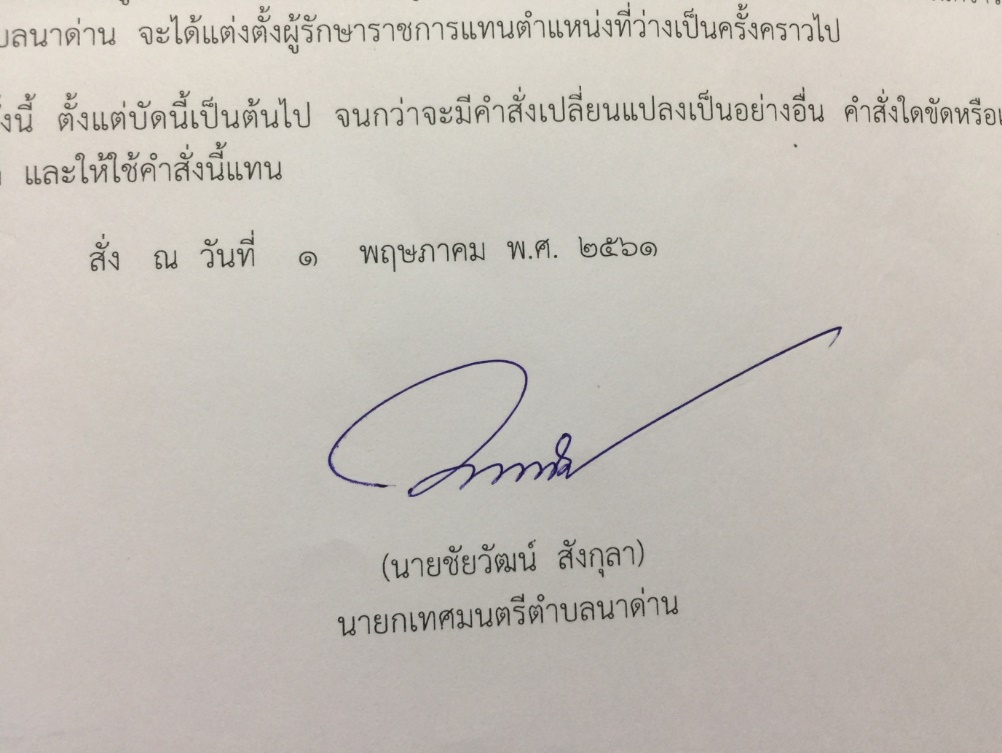 บลนาด่าน จะได้แต่งตั้งผู้รักษาราชการแทนตำแหน่งที่ว่างเป็นครั้งคราวไป
งนี้ ตั้งแต่บัดนี้เป็นต้นไป จนกว่าจะมีคำสั่งเปลี่ยนแปลงเป็นอย่างอื่น คำสั่งใดขัดหรือ
และให้ใช้คำสั่งนี้แทน
สั่ง ณ วันที่ ๑ พฤษภาคม พ.ศ. ๒๕๖๑
(นายชัยวัฒน์ สังกุลา)
นายกเทศมนตรีตำบลนาด่าน